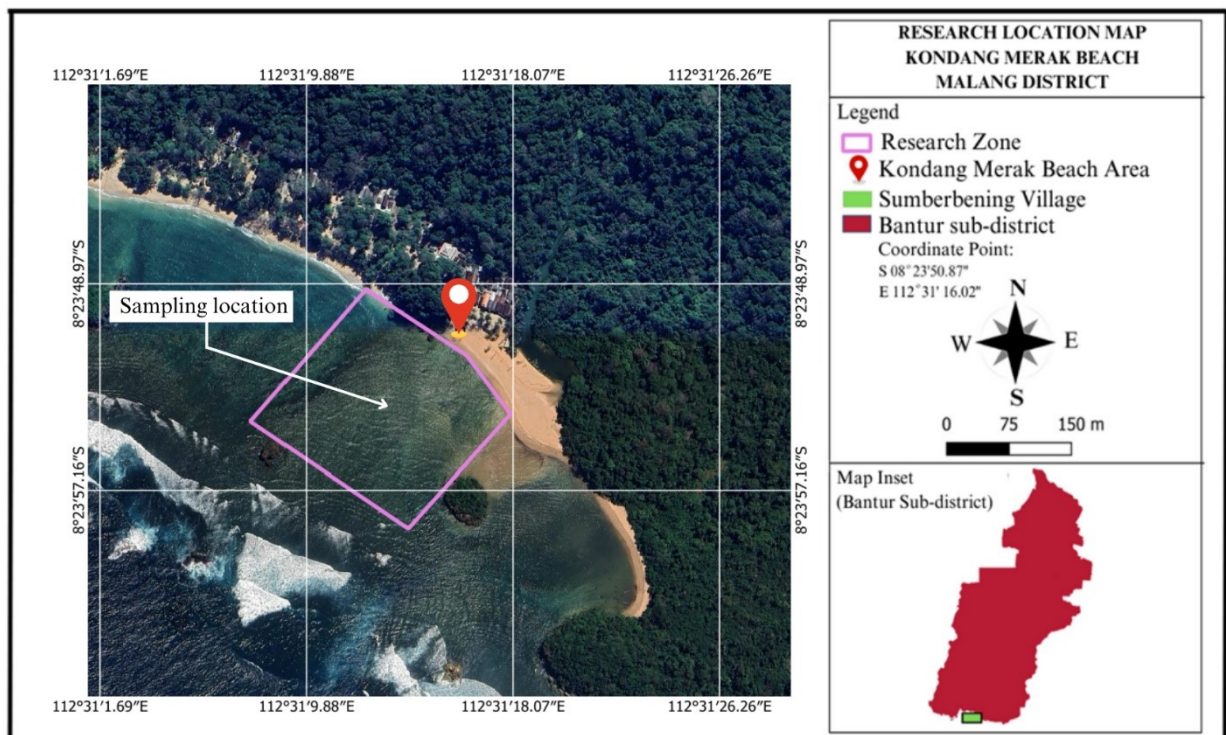 112°31′1.69″E 112°31′9.88″E 112°31′18.07″E 112°31′26.26″E
8°23′48.97″S
8°23′57.16″S
Sampling location
8°23′48.97″S
8°23′57.16″S
112°31′1.69″E 112°31′9.88″E 112°31′18.07″E 112°31′26.26″E
RESEARCH LOCATION MAP
KONDANG MERAK BEACH
MALANG DISTRICT
Legend
Research Zone
Kondang Merak Beach Area
Sumberbening Village
Bantur sub-district
Coordinate Point:
S 08°23'50.87"
E 112°31' 16.02"
N
W E
S
0 75 150 m
Map Inset
(Bantur Sub-district)